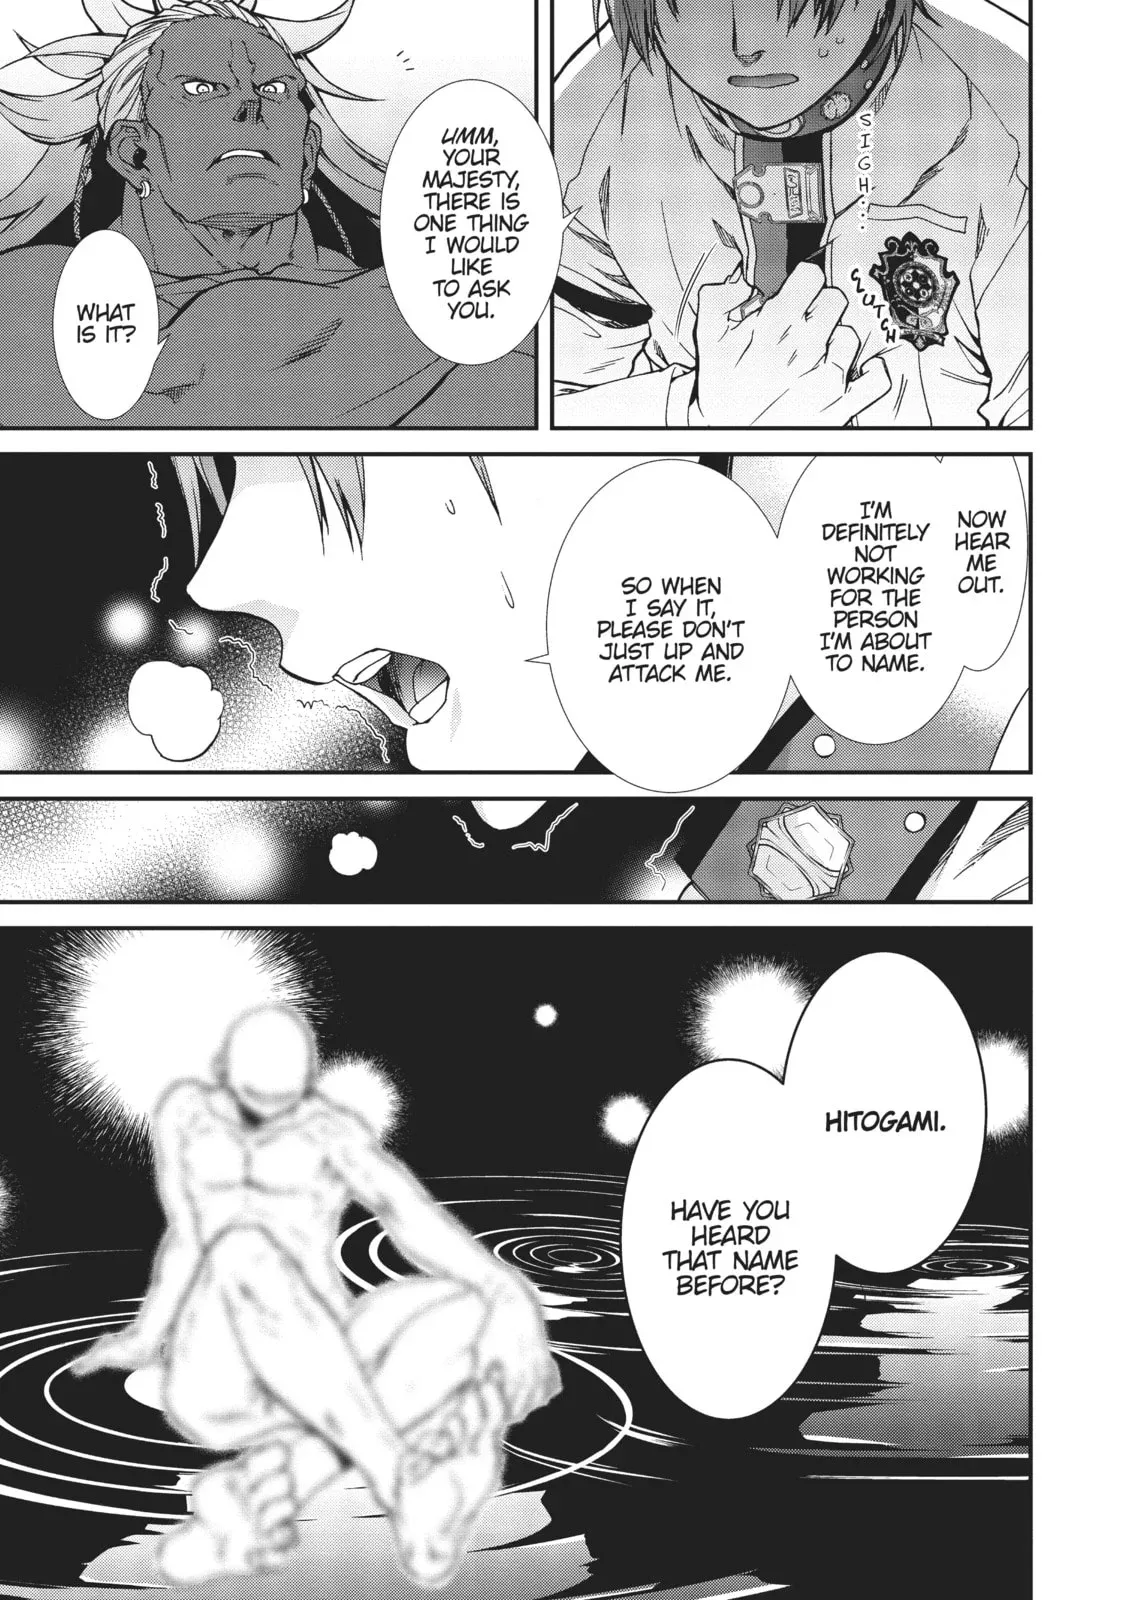 SIGH...
CLUTCH
UMM,
YOUR
MAJESTY,
THERE IS
ONE THING
I WOULD
LIKE
TO ASK
YOU.
WHAT
IS IT?
NOW
HEAR
ME
OUT.
I'M
DEFINITELY
NOT
WORKING
FOR THE
PERSON
I'M ABOUT
TO NAME.
SO WHEN
I SAY IT,
PLEASE DON'T
JUST UP AND
ATTACK ME.
HITOGAMI.
HAVE YOU
HEARD
THAT NAME
BEFORE?